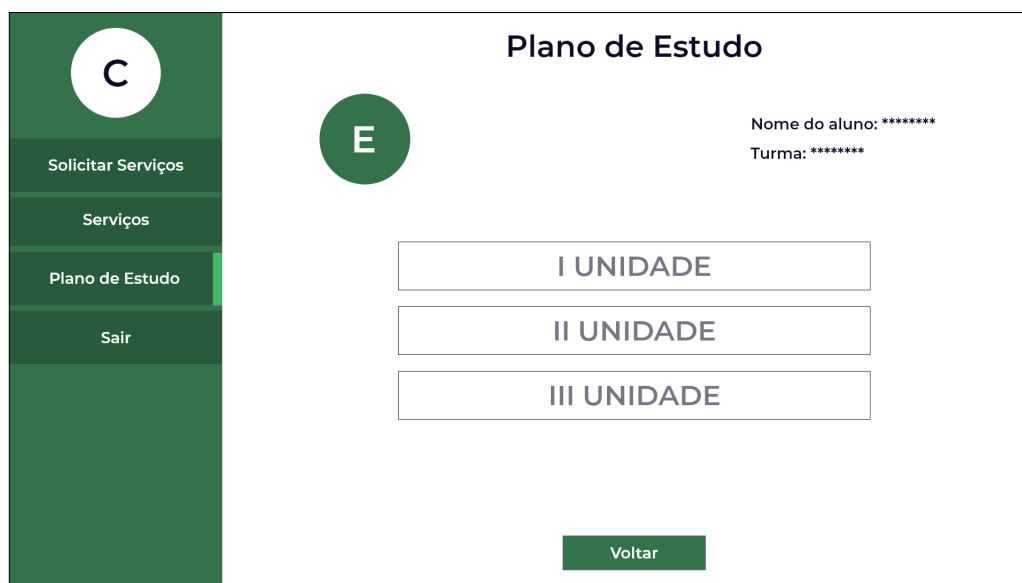 C
Solicitar Serviços
Serviços
Plano de Estudo
Sair
Plano de Estudo
E
Nome do aluno: ********
Turma: ********
I UNIDADE
II UNIDADE
III UNIDADE
Voltar